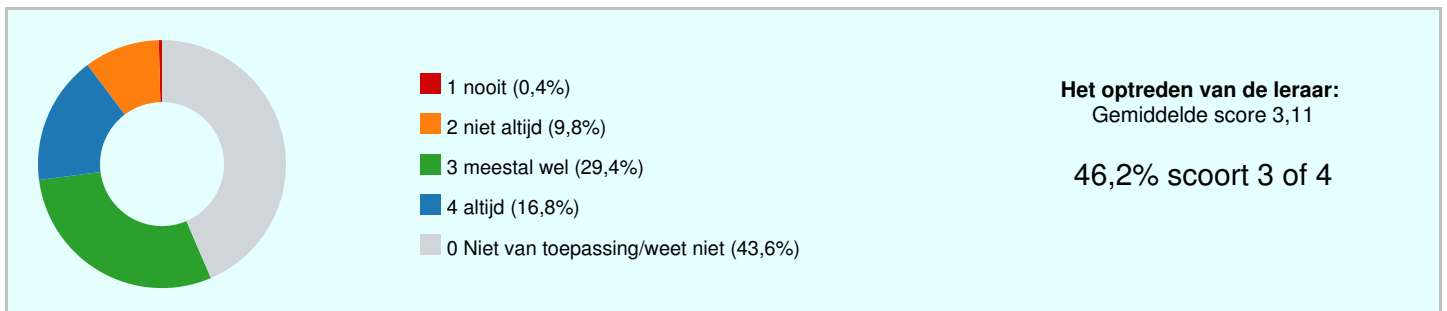 1 nooit (0,4%)
2 niet altijd (9,8%)
3 meestal wel (29,4%)
4 altijd (16,8%)
0 Niet van toepassing/weet niet (43,6%)
Het optreden van de leraar:
Gemiddelde score 3,11
46,2% scoort 3 of 4